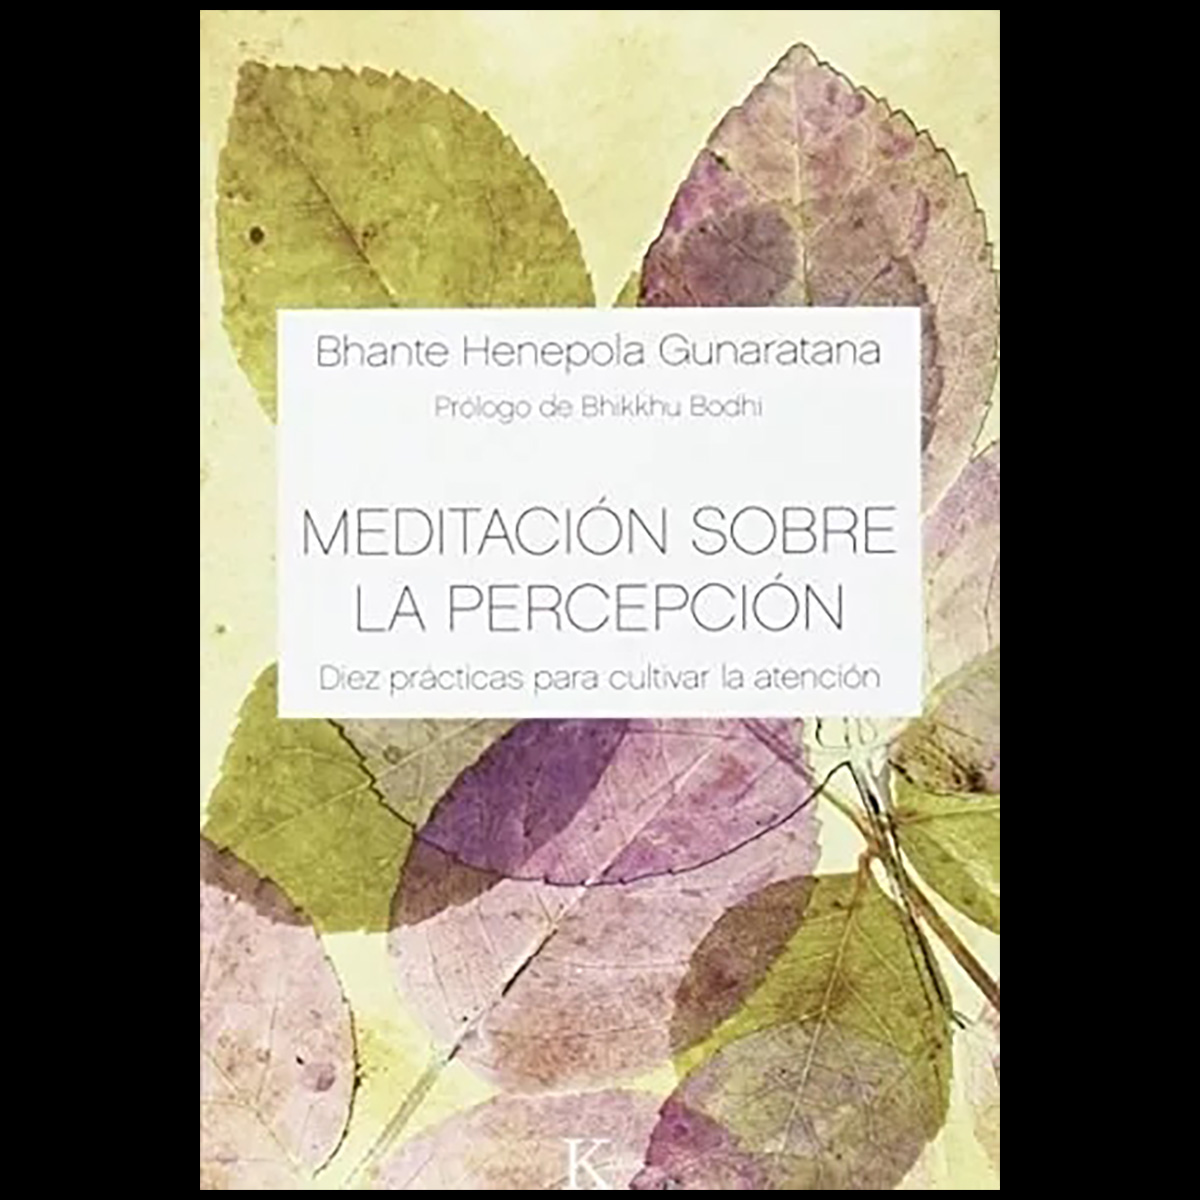 Bhante Henepola Gunaratana
Prólogo de Bhikkhu Bodhi
MEDITACIÓN SOBRE
LA PERCEPCIÓN
Diez prácticas para cultivar la atención
K